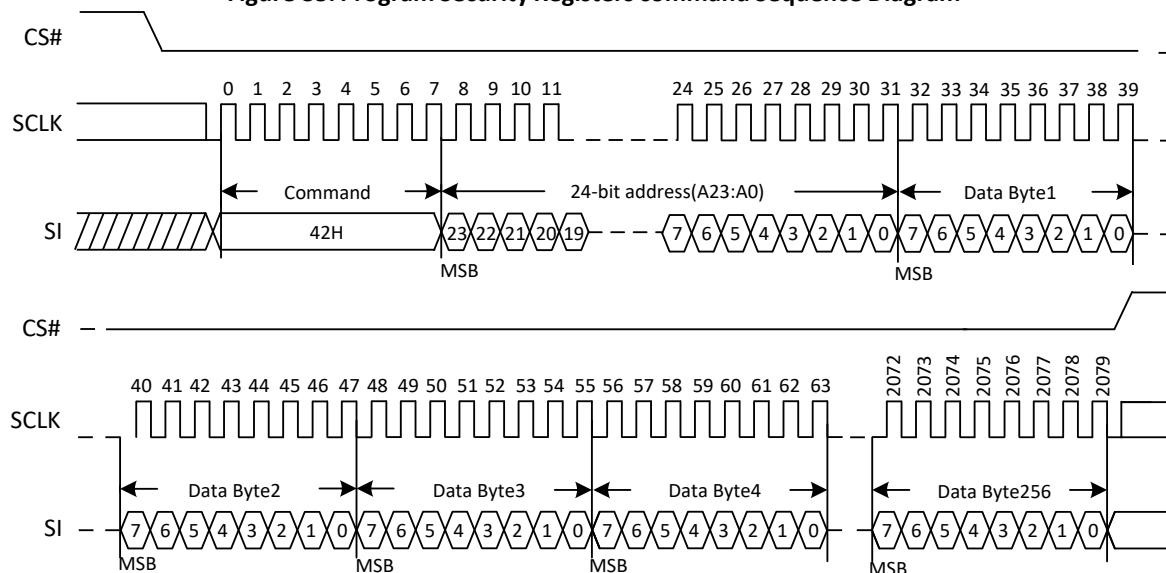 CS#
0 1 2 3 4 5 6 7 8 9 10 11 24 25 26 27 28 29 30 31 32 33 34 35 36 37 38 39
SCLK
Command 24-bit address(A23:A0) Data Byte1
SI 42H 23 22 21 20 19 7 6 5 4 3 2 1 0 7 6 5 4 3 2 1 0
MSB MSB
CS#
40 41 42 43 44 45 46 47 48 49 50 51 52 53 54 55 56 57 58 59 60 61 62 63 2072 2073 2074 2075 2076 2077 2078 2079
SCLK
Data Byte2 Data Byte3 Data Byte4 Data Byte256
SI 7 6 5 4 3 2 1 0 7 6 5 4 3 2 1 0 7 6 5 4 3 2 1 0 7 6 5 4 3 2 1 0
MSB MSB MSB MSB